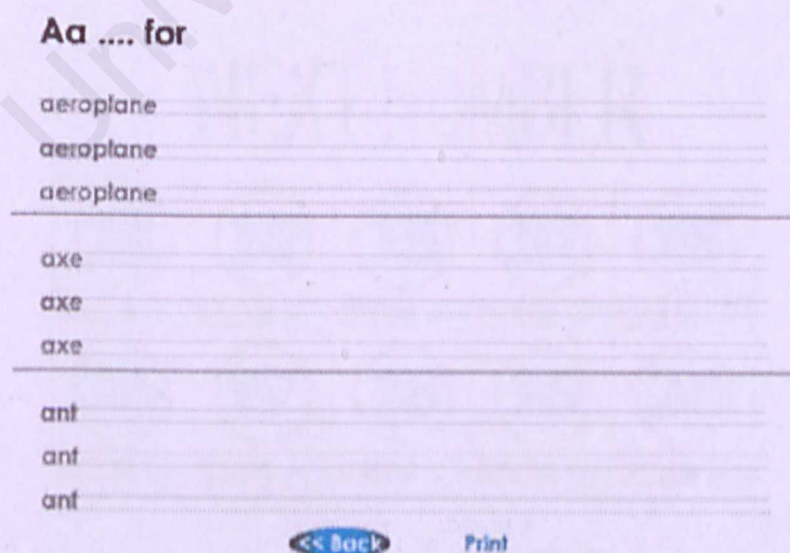 Aa .... for
aeroplane
aeroplane
aeroplane
axe
axe
axe
ant
ant
ant
<< Back Print